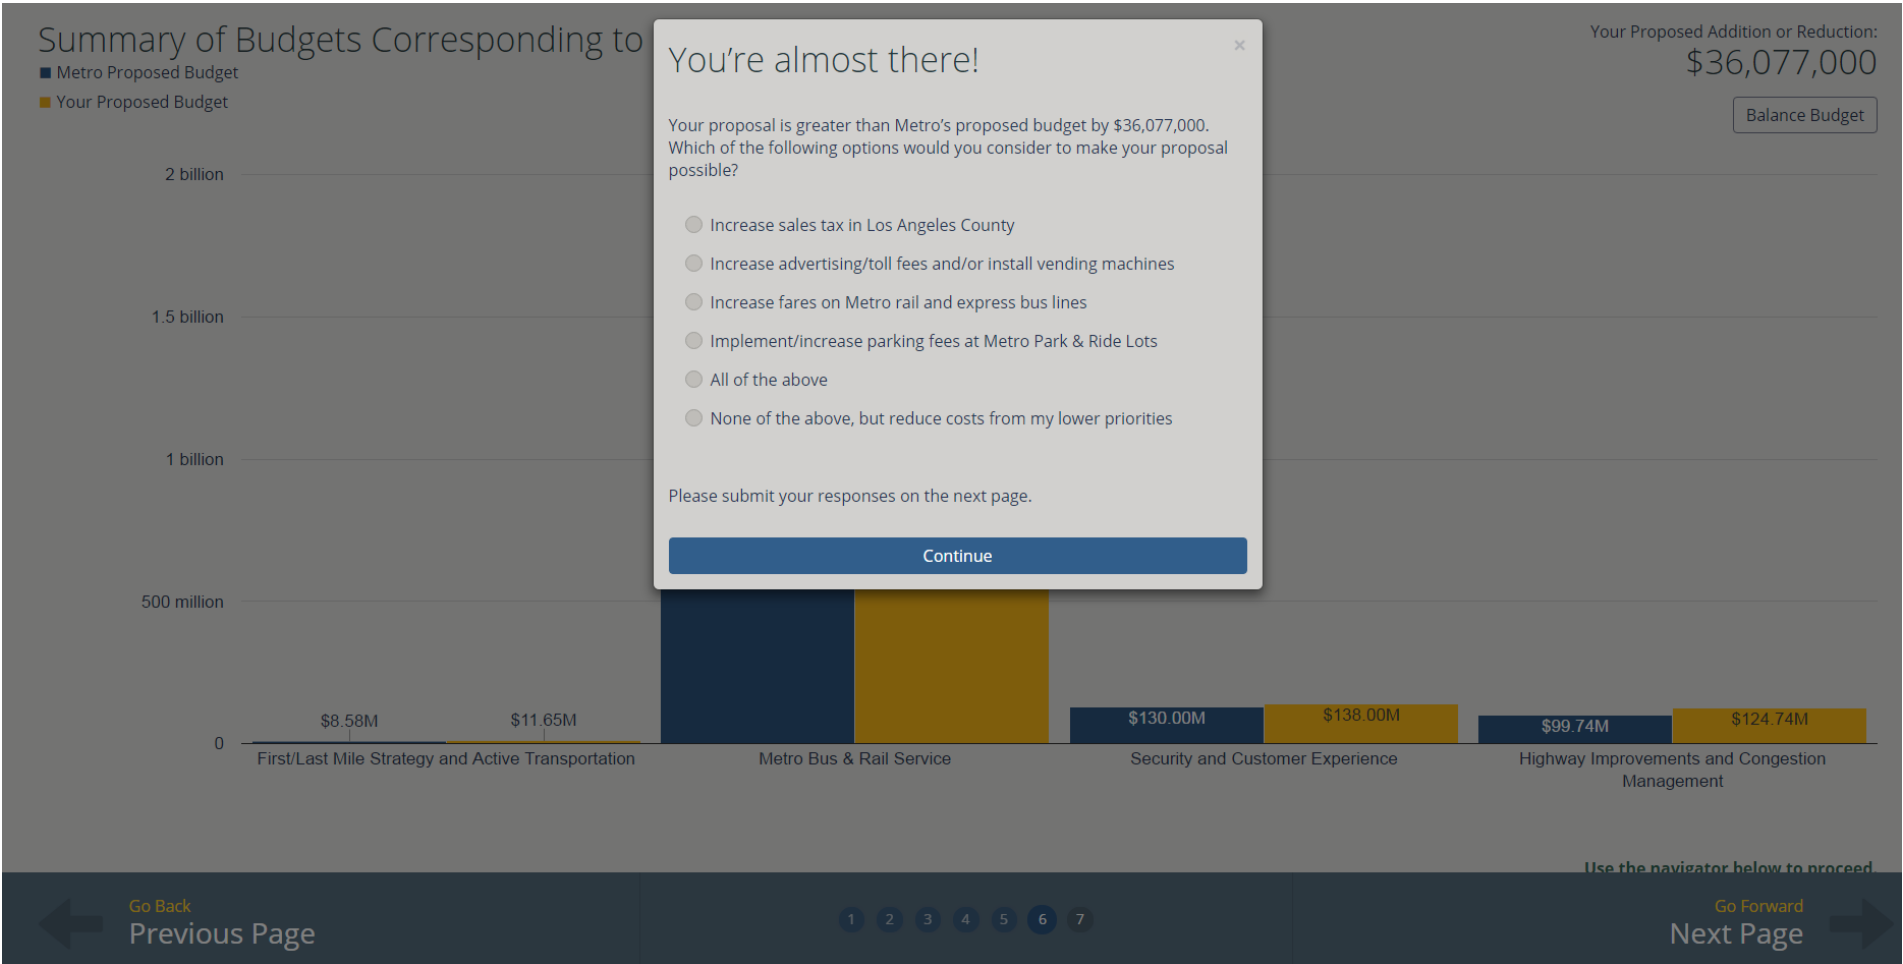 Summary of Budgets Corresponding to
Metro Proposed Budget
Your Proposed Budget
Your Proposed Addition or Reduction:
$36,077,000
Balance Budget
You're almost there!
×
Your proposal is greater than Metro's proposed budget by $36,077,000.
Which of the following options would you consider to make your proposal
possible?
Increase sales tax in Los Angeles County
Increase advertising/toll fees and/or install vending machines
Increase fares on Metro rail and express bus lines
Implement/increase parking fees at Metro Park & Ride Lots
All of the above
None of the above, but reduce costs from my lower priorities
Please submit your responses on the next page.
Continue
2 billion
1.5 billion
1 billion
500 million
0
$8.58M
$11.65M
$130.00M
$138.00M
$99.74M
$124.74M
First/Last Mile Strategy and Active Transportation
Metro Bus & Rail Service
Security and Customer Experience
Highway Improvements and Congestion
Management
Use the navigator below to proceed.
Go Back
Previous Page
1 2 3 4 5 6 7
Go Forward
Next Page